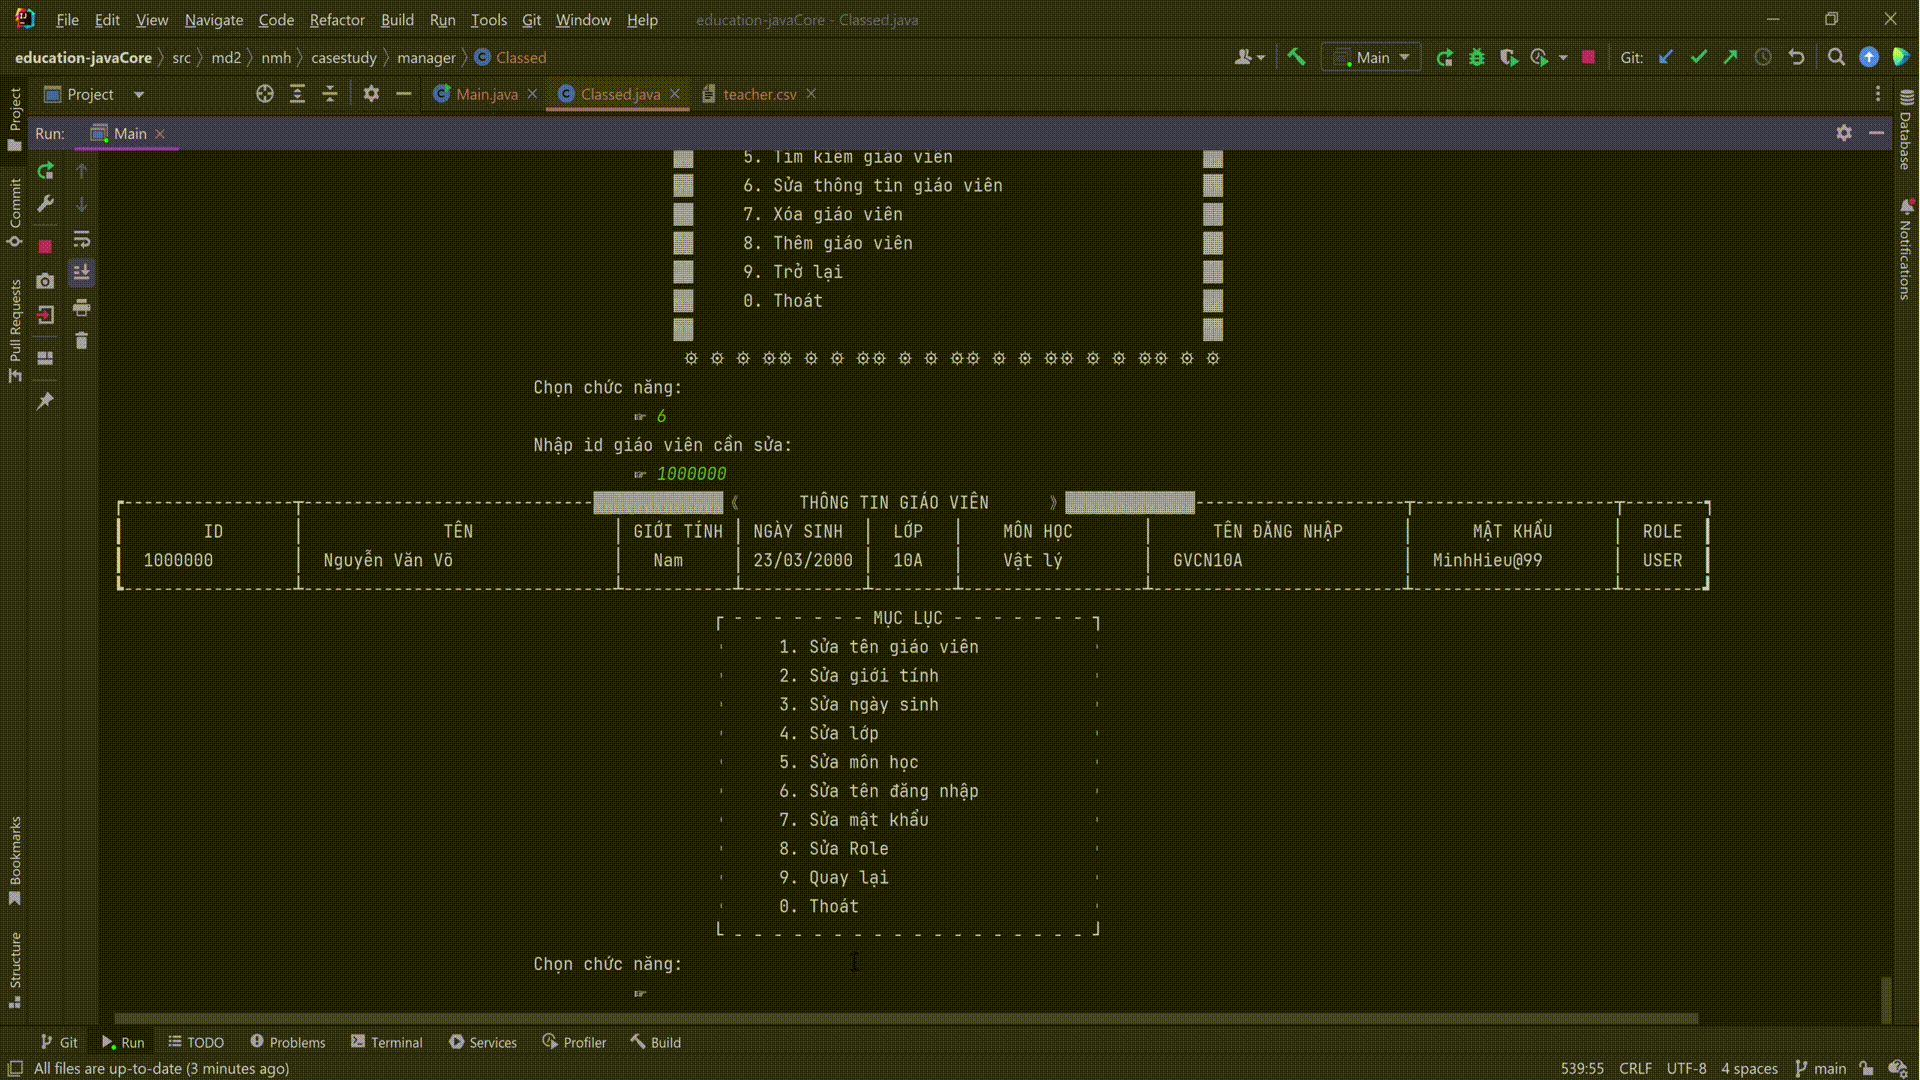 File Edit View Navigate Code Refactor Build Run Tools Git Window Help education-javaCore - Classed.java
education-javaCore src md2 nmh casestudy manager Classed Main Git:
Project Main.java Classed.java teacher.csv
Run: Main
Project
Commit
Pull Requests
Bookmarks
Structure
Database
Notifications
5. Tìm kiếm giáo viên
6. Sửa thông tin giáo viên
7. Xóa giáo viên
8. Thêm giáo viên
9. Trở lại
0. Thoát
Chọn chức năng:
☞ 6
Nhập id giáo viên cần sửa:
☞ 1000000
《 THÔNG TIN GIÁO VIÊN 》
ID TÊN GIỚI TÍNH NGÀY SINH LỚP MÔN HỌC TÊN ĐĂNG NHẬP MẬT KHẨU ROLE
1000000 Nguyễn Văn Võ Nam 23/03/2000 10A Vật lý GVCN10A MinhHieu@99 USER
MỤC LỤC
1. Sửa tên giáo viên
2. Sửa giới tính
3. Sửa ngày sinh
4. Sửa lớp
5. Sửa môn học
6. Sửa tên đăng nhập
7. Sửa mật khẩu
8. Sửa Role
9. Quay lại
0. Thoát
Chọn chức năng:
☞
Git Run TODO Problems Terminal Services Profiler Build
All files are up-to-date (3 minutes ago) 539:55 CRLF UTF-8 4 spaces main